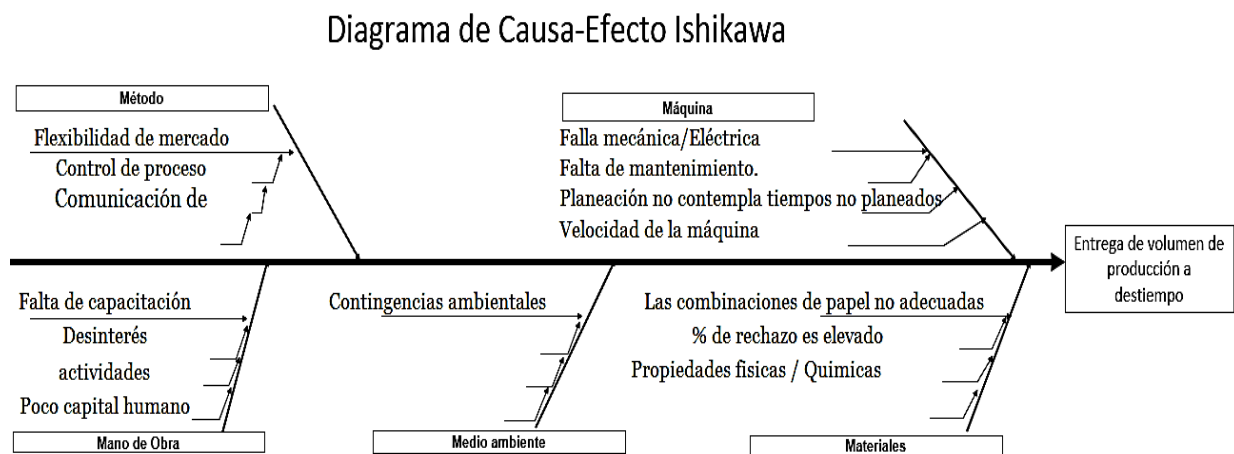 Diagrama de Causa-Efecto Ishikawa
Método
Flexibilidad de mercado
Control de proceso
Comunicación de
Máquina
Falla mecánica/Eléctrica
Falta de mantenimiento.
Planeación no contempla tiempos no planeados
Velocidad de la máquina
Entrega de volumen de
producción a
destiempo
Falta de capacitación
Desinterés
actividades
Poco capital humano
Mano de Obra
Contingencias ambientales
Medio ambiente
Las combinaciones de papel no adecuadas
% de rechazo es elevado
Propiedades fisicas / Quimicas
Materiales